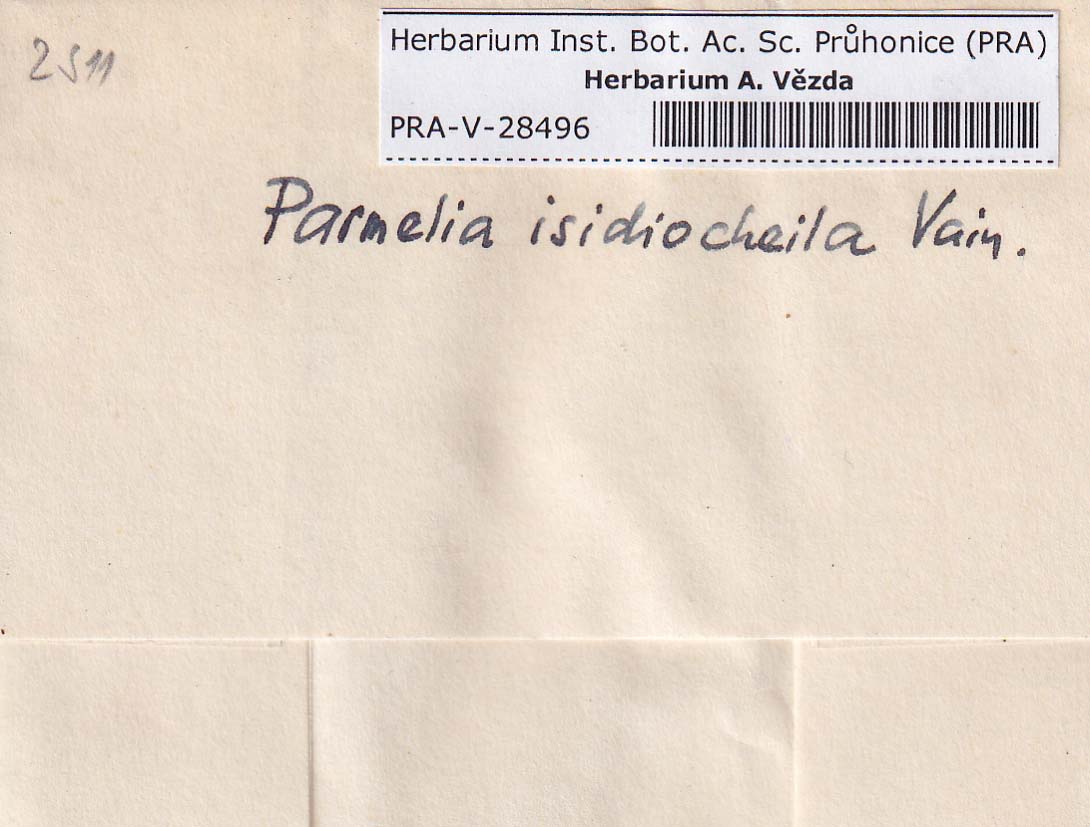 2511
Herbarium Inst. Bot. Ac. Sc. Průhonice (PRA)
Herbarium A. Vězda
PRA-V-28496
Parmelia isidiocheila Vain.